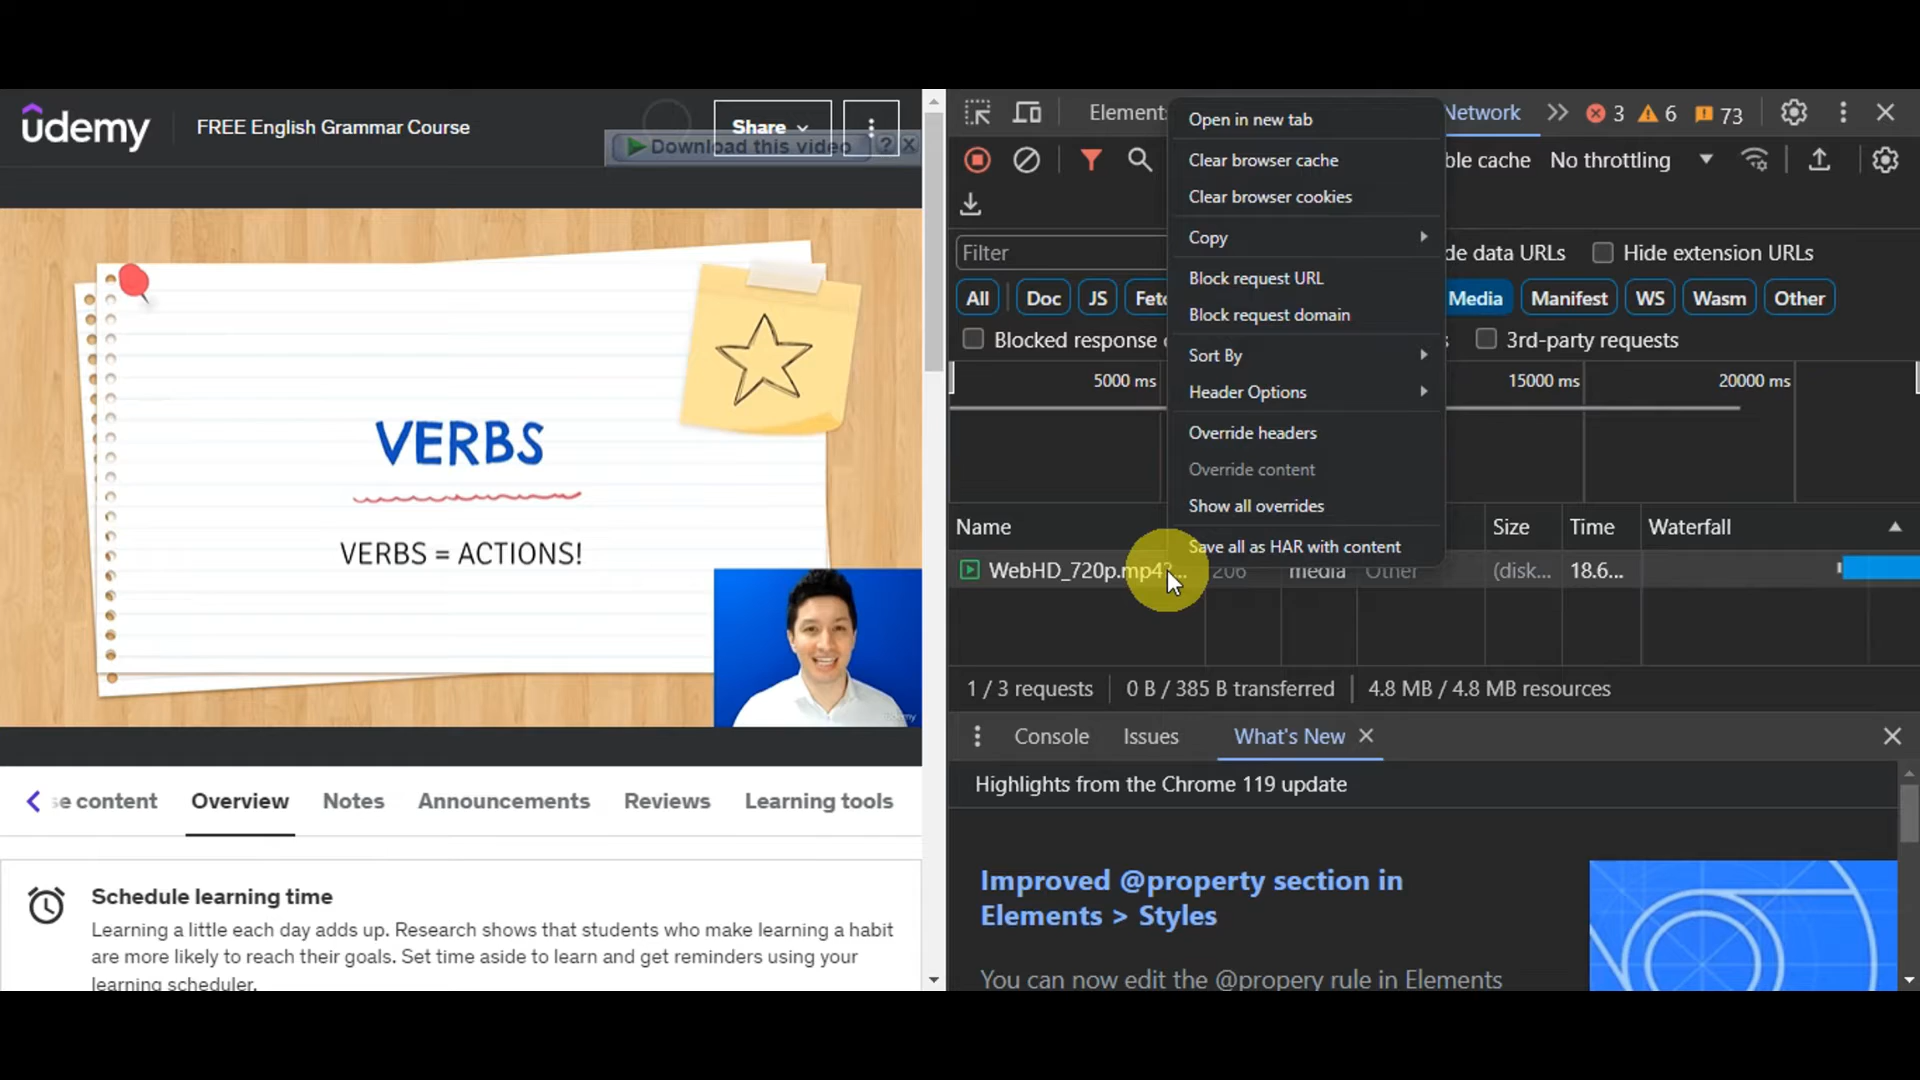 udemy
FREE English Grammar Course
Share
Download this video
?
VERBS
VERBS = ACTIONS!
udemy
se content
Overview
Notes
Announcements
Reviews
Learning tools
Schedule learning time
Learning a little each day adds up. Research shows that students who make learning a habit
are more likely to reach their goals. Set time aside to learn and get reminders using your
learning scheduler.
Elements
Network
3
6
73
ble cache
No throttling
Filter
de data URLs
Hide extension URLs
All
Doc
JS
Fetc
Media
Manifest
WS
Wasm
Other
Blocked response
3rd-party requests
5000 ms
15000 ms
20000 ms
Open in new tab
Clear browser cache
Clear browser cookies
Copy
Block request URL
Block request domain
Sort By
Header Options
Override headers
Override content
Show all overrides
Save all as HAR with content
Name
Size
Time
Waterfall
WebHD_720p.mp4?...
206
media
Other
(disk...
18.6...
1 / 3 requests
0 B / 385 B transferred
4.8 MB / 4.8 MB resources
Console
Issues
What's New
Highlights from the Chrome 119 update
Improved @property section in
Elements > Styles
You can now edit the @propery rule in Elements